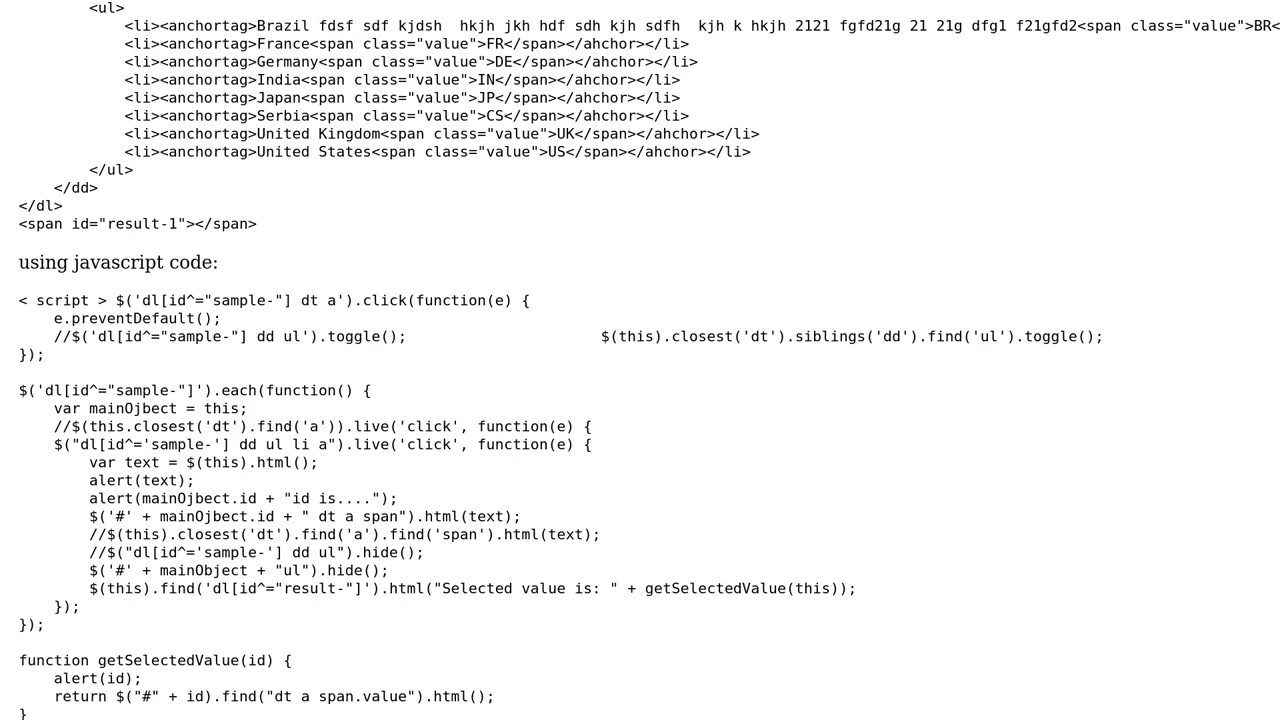 <ul>
<li><anchortag>Brazil fdsf sdf kjdsh  hkjh jkh hdf sdh kjh sdfh  kjh k hkjh 2121 fgfd21g 21 21g dfg1 f21gfd2<span class="value">BR<
<li><anchortag>France<span class="value">FR</span></ahchor></li>
<li><anchortag>Germany<span class="value">DE</span></ahchor></li>
<li><anchortag>India<span class="value">IN</span></ahchor></li>
<li><anchortag>Japan<span class="value">JP</span></ahchor></li>
<li><anchortag>Serbia<span class="value">CS</span></ahchor></li>
<li><anchortag>United Kingdom<span class="value">UK</span></ahchor></li>
<li><anchortag>United States<span class="value">US</span></ahchor></li>
</ul>
</dd>
</dl>
<span id="result-1"></span>
using javascript code:
< script > $('dl[id^="sample-"] dt a').click(function(e) {
e.preventDefault();
//$('dl[id^="sample-"] dd ul').toggle();                      $(this).closest('dt').siblings('dd').find('ul').toggle();
});
$('dl[id^="sample-"]').each(function() {
var mainOjbect = this;
//$(this.closest('dt').find('a')).live('click', function(e) {
$("dl[id^='sample-'] dd ul li a").live('click', function(e) {
var text = $(this).html();
alert(text);
alert(mainOjbect.id + "id is....");
$('#' + mainOjbect.id + " dt a span").html(text);
//$(this).closest('dt').find('a').find('span').html(text);
//$("dl[id^='sample-'] dd ul").hide();
$('#' + mainObject + "ul").hide();
$(this).find('dl[id^="result-"]').html("Selected value is: " + getSelectedValue(this));
});
});
function getSelectedValue(id) {
alert(id);
return $("#" + id).find("dt a span.value").html();
}